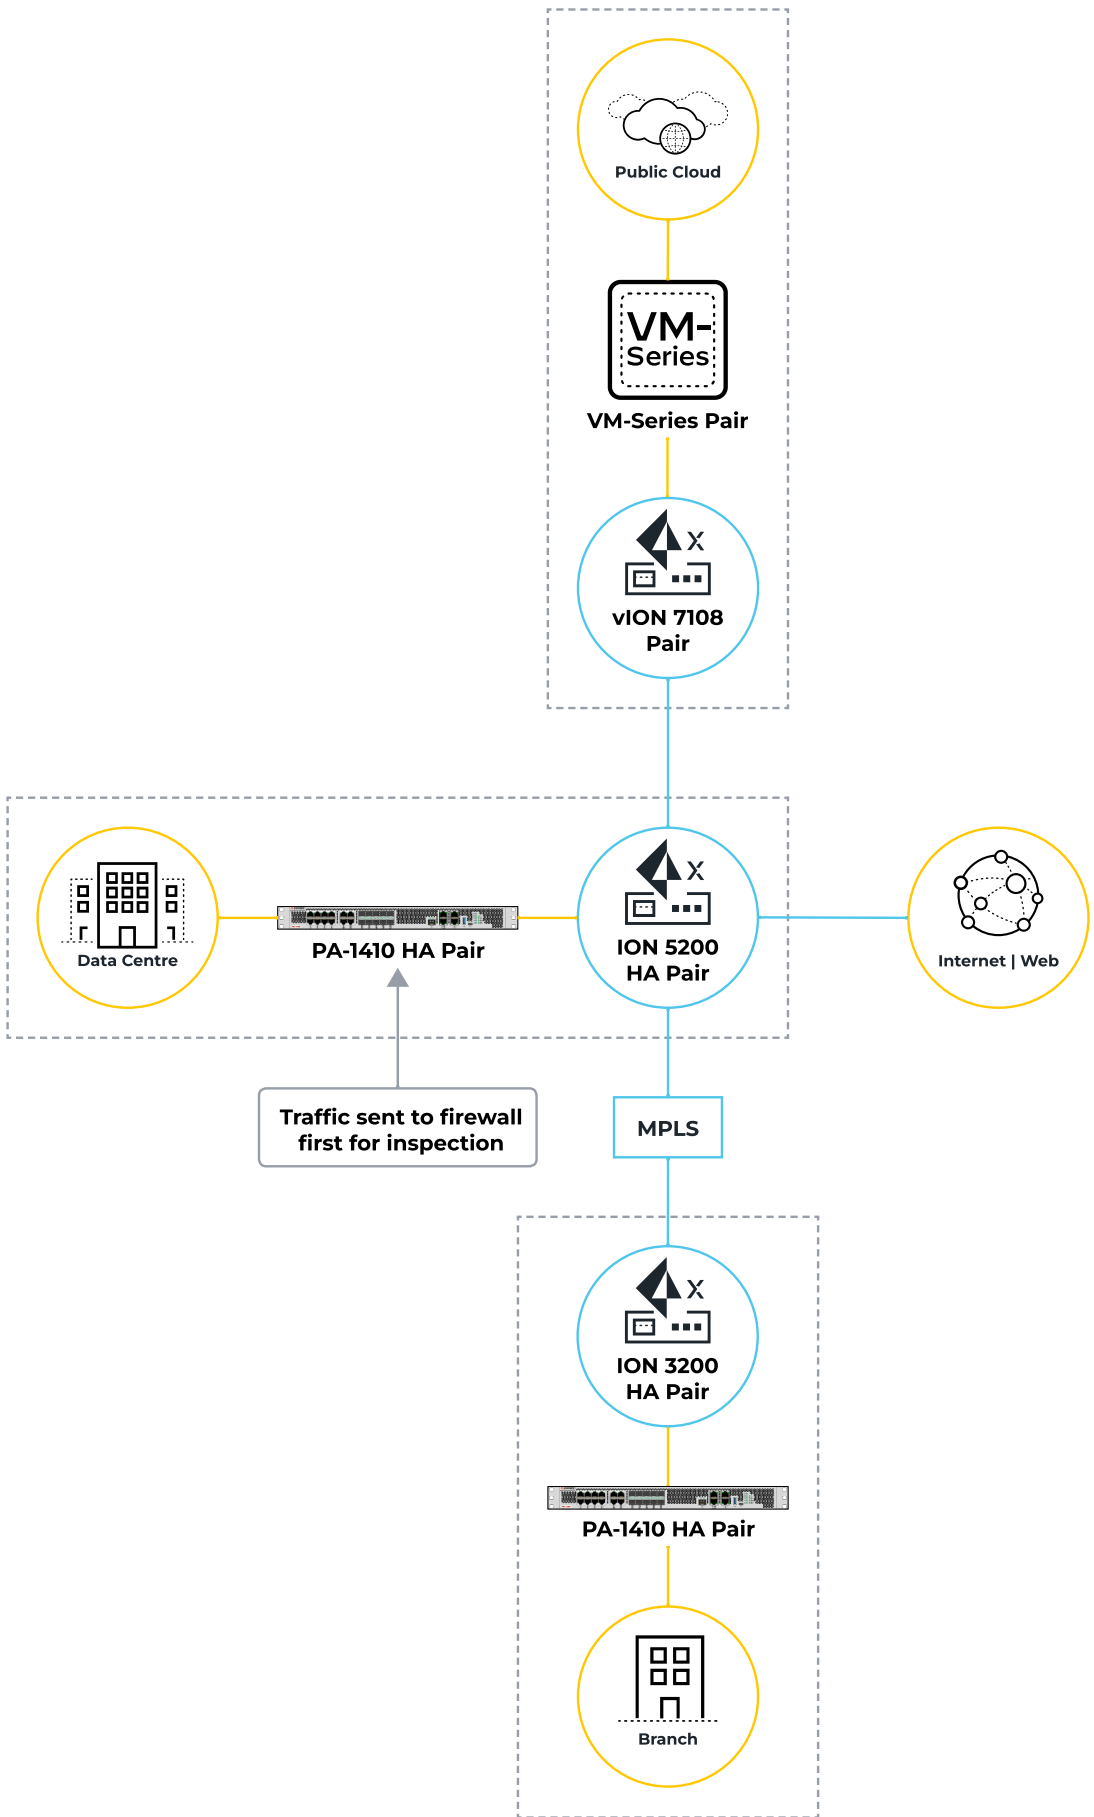 Public Cloud
VM-
Series
VM-Series Pair
X
vION 7108
Pair
Data Centre
PA-1410 HA Pair
X
ION 5200
HA Pair
Internet | Web
Traffic sent to firewall
first for inspection
MPLS
X
ION 3200
HA Pair
PA-1410 HA Pair
Branch